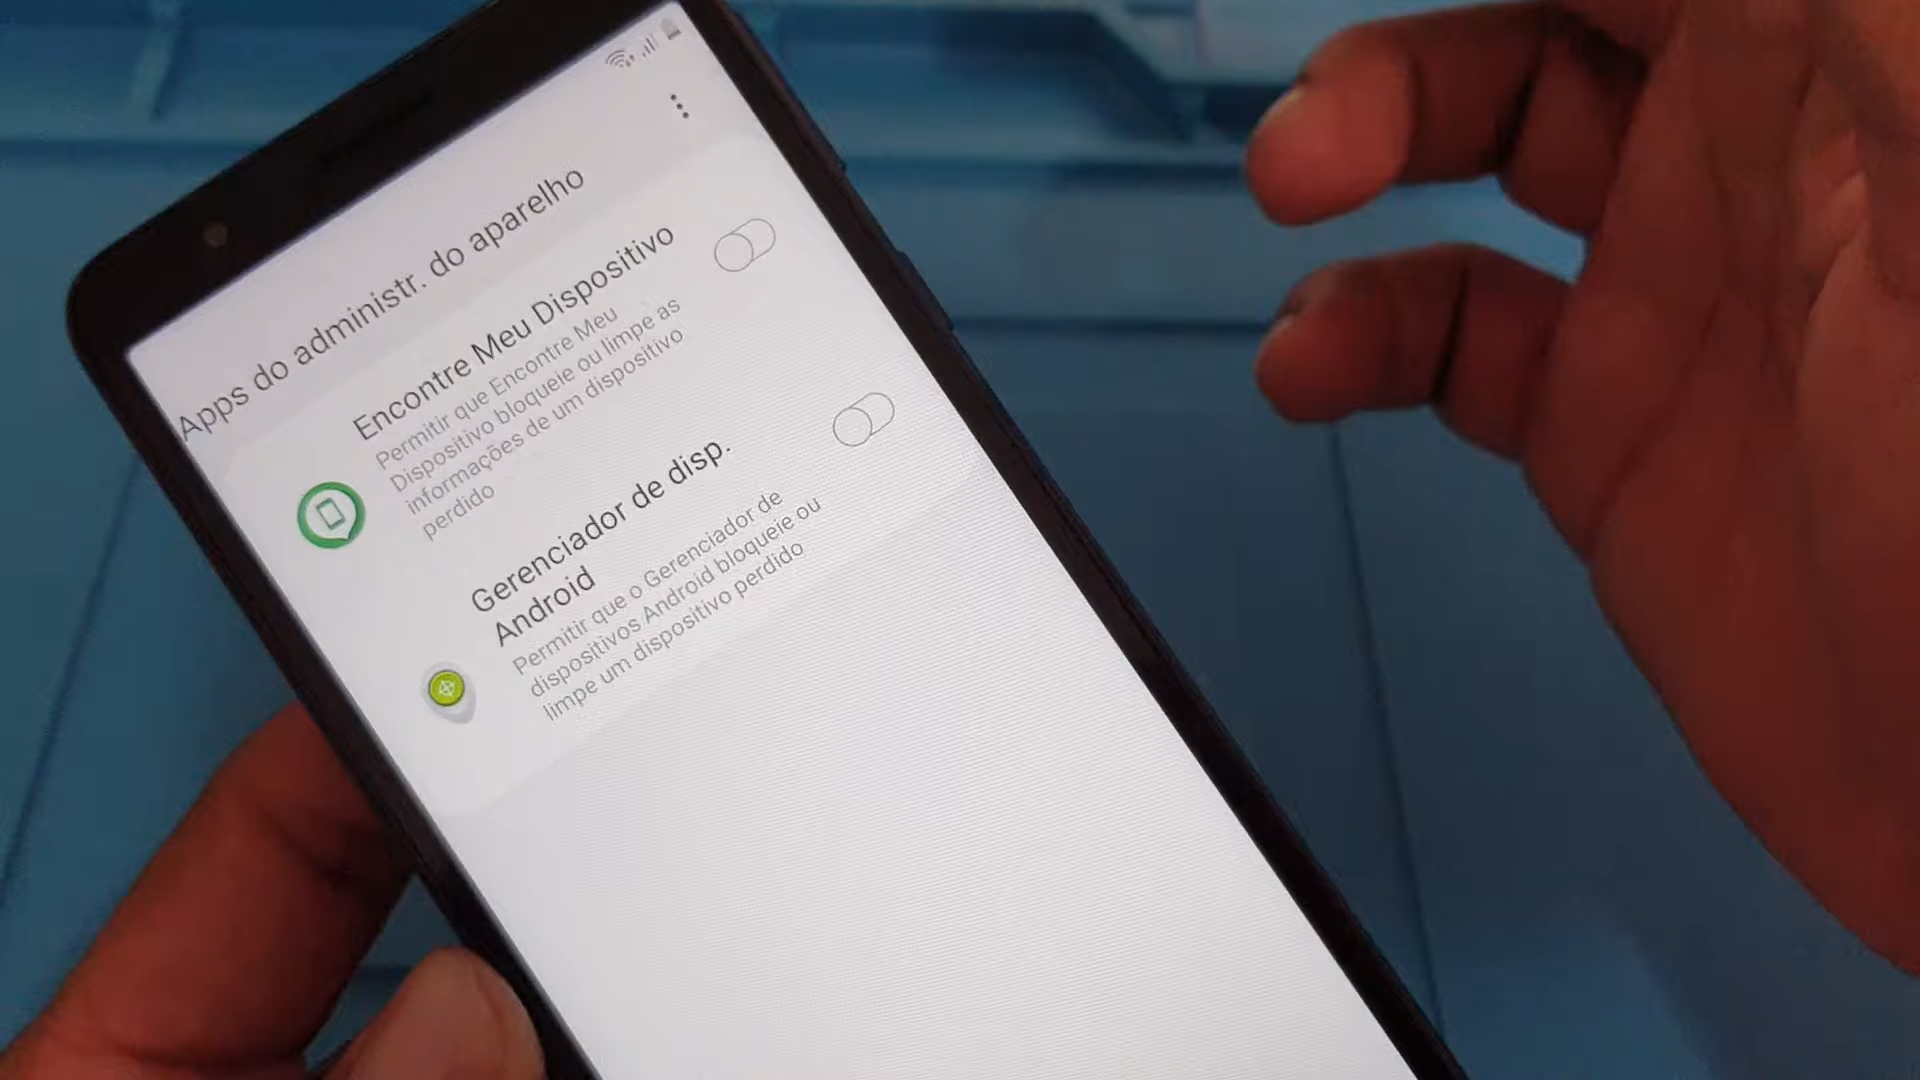 Apps do administr. do aparelho
Encontre Meu Dispositivo
Permitir que Encontre Meu
Dispositivo bloqueie ou limpe as
informações de um dispositivo
perdido
Gerenciador de disp.
Android
Permitir que o Gerenciador de
dispositivos Android bloqueie ou
limpe um dispositivo perdido